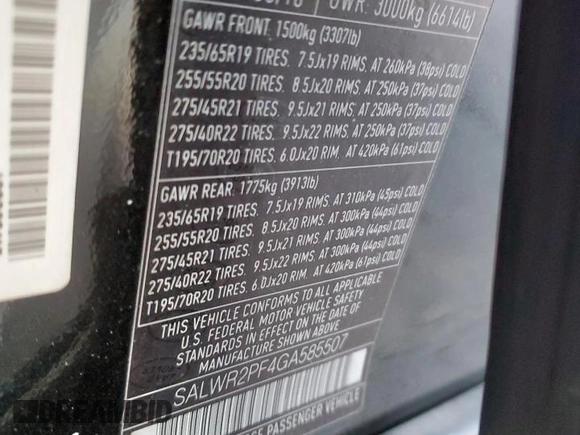 GVWR: 3000kg (6614lb)
GAWR FRONT: 1500kg (3307lb)
235/65R19 TIRES. 7.5Jx19 RIMS. AT 260kPa (38psi) COLD
255/55R20 TIRES. 8.5Jx20 RIMS. AT 250kPa (37psi) COLD
275/45R21 TIRES. 9.5Jx21 RIMS. AT 250kPa (37psi) COLD
275/40R22 TIRES. 9.5Jx22 RIMS. AT 250kPa (37psi) COLD
T195/70R20 TIRES. 6.0Jx20 RIM. AT 420kPa (61psi) COLD
GAWR REAR: 1775kg (3913lb)
235/65R19 TIRES. 7.5Jx19 RIMS. AT 310kPa (45psi) COLD
255/55R20 TIRES. 8.5Jx20 RIMS. AT 300kPa (44psi) COLD
275/45R21 TIRES. 9.5Jx21 RIMS. AT 300kPa (44psi) COLD
275/40R22 TIRES. 9.5Jx22 RIMS. AT 300kPa (44psi) COLD
T195/70R20 TIRES. 6.0Jx20 RIM. AT 420kPa (61psi) COLD
THIS VEHICLE CONFORMS TO ALL APPLICABLE
U.S. FEDERAL MOTOR VEHICLE SAFETY
STANDARDS IN EFFECT ON THE DATE OF
MANUFACTURE SHOWN ABOVE.
SALWR2PF4GA585507
PASSENGER VEHICLE
DREAMBID